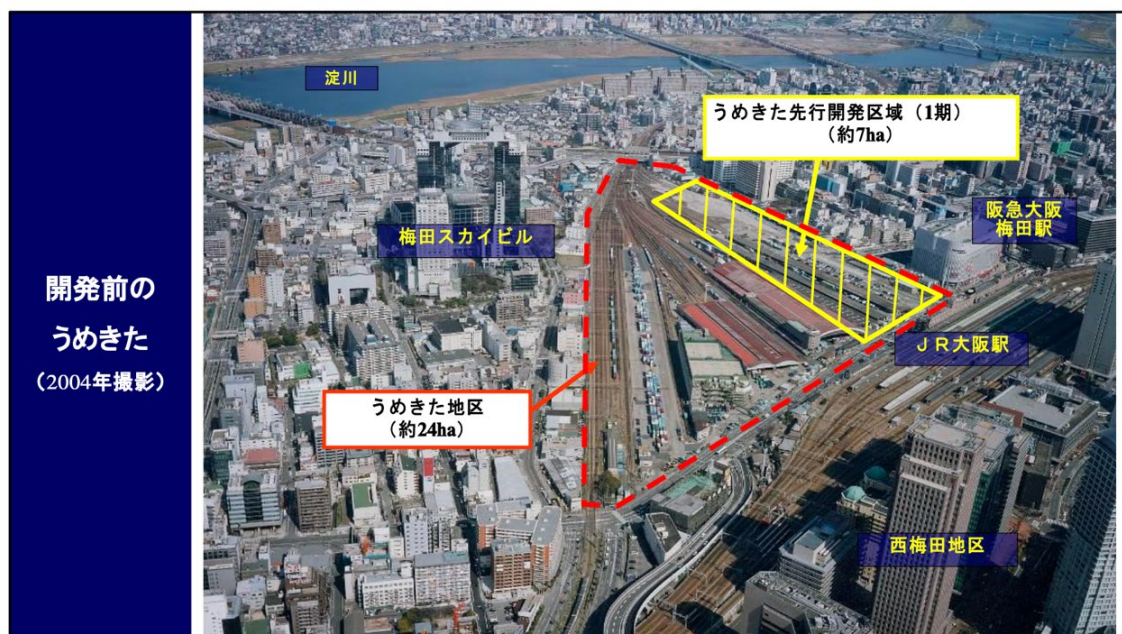 開発前の
うめきた
（2004年撮影）
淀川
うめきた先行開発区域（1期）
（約7ha）
阪急大阪
梅田駅
梅田スカイビル
ＪＲ大阪駅
うめきた地区
（約24ha）
西梅田地区